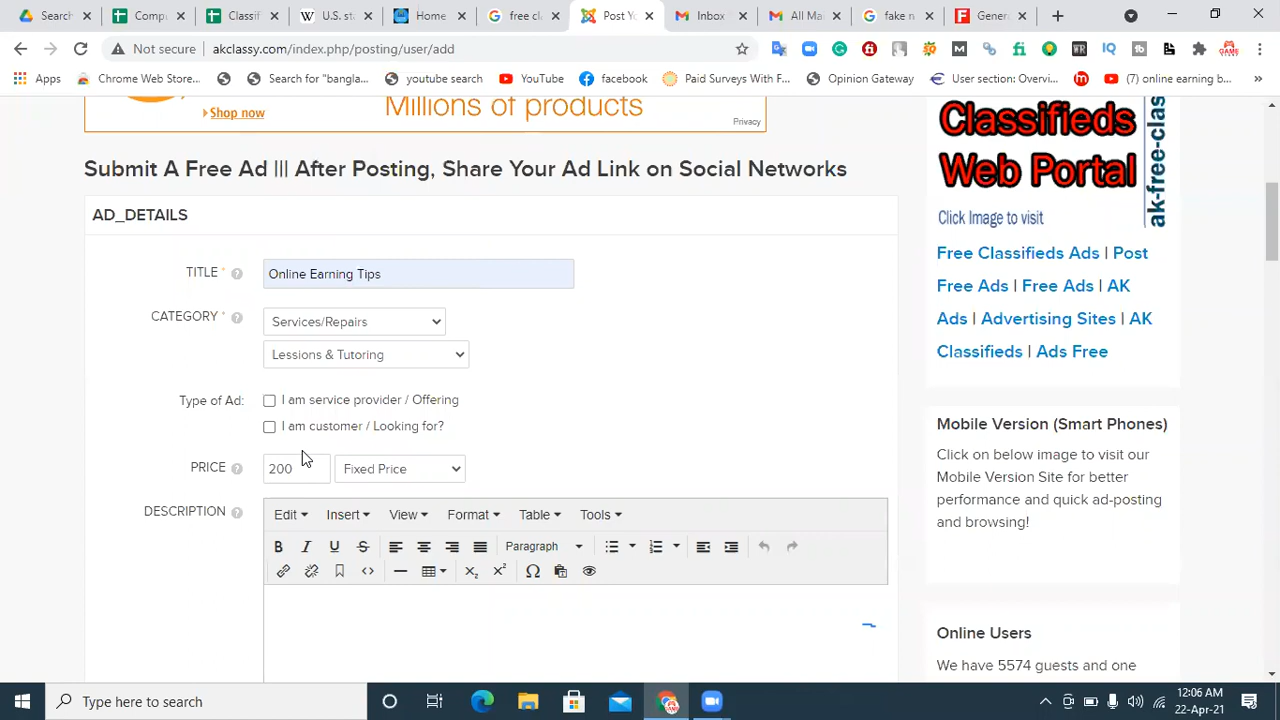 Search
Compu
Classifi
U.S. sta
Home
free cla
Post Yo
Inbox
All Mai
fake na
Genera
Not secure
akclassy.com/index.php/posting/user/add
Apps
Chrome Web Store...
Search for "bangla...
youtube search
YouTube
facebook
Paid Surveys With F...
Opinion Gateway
User section: Overvi...
(7) online earning b...
»
Shop now
Millions of products
Privacy
Submit A Free Ad ||| After Posting, Share Your Ad Link on Social Networks
AD_DETAILS
TITLE *
Online Earning Tips
CATEGORY *
Services/Repairs
Lessions & Tutoring
Type of Ad:
I am service provider / Offering
I am customer / Looking for?
PRICE
200
Fixed Price
DESCRIPTION
Edit
Insert
View
Format
Table
Tools
Paragraph
Classifieds
Web Portal
ak-free-clas
Click Image to visit
Free Classifieds Ads | Post
Free Ads | Free Ads | AK
Ads | Advertising Sites | AK
Classifieds | Ads Free
Mobile Version (Smart Phones)
Click on below image to visit our
Mobile Version Site for better
performance and quick ad-posting
and browsing!
Online Users
We have 5574 guests and one
Type here to search
12:06 AM
22-Apr-21